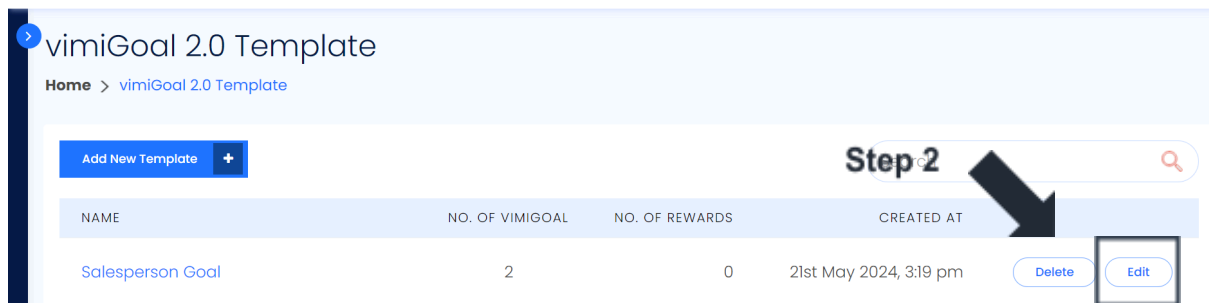 vimiGoal 2.0 Template
Home > vimiGoal 2.0 Template
Add New Template +
Step 2
NAME NO. OF VIMIGOAL NO. OF REWARDS CREATED AT
Salesperson Goal 2 0 21st May 2024, 3:19 pm Delete Edit